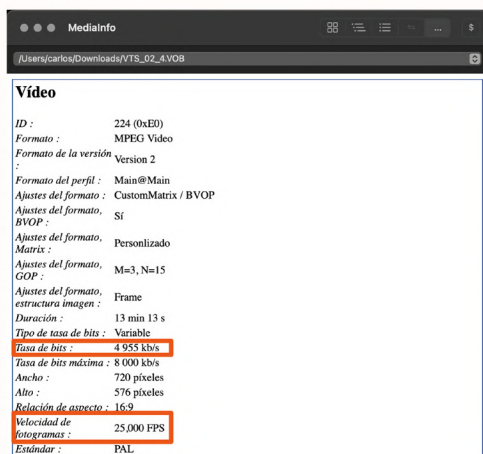 MediaInfo
...
$
/Users/carlos/Downloads/VTS_02_4.VOB
Vídeo
ID : 224 (0xE0)
Formato : MPEG Video
Formato de la versión : Version 2
Formato del perfil : Main@Main
Ajustes del formato : CustomMatrix / BVOP
Ajustes del formato, BVOP : Sí
Ajustes del formato, Matrix : Personlizado
Ajustes del formato, GOP : M=3, N=15
Ajustes del formato, estructura imagen : Frame
Duración : 13 min 13 s
Tipo de tasa de bits : Variable
Tasa de bits : 4 955 kb/s
Tasa de bits máxima : 8 000 kb/s
Ancho : 720 píxeles
Alto : 576 píxeles
Relación de aspecto : 16:9
Velocidad de fotogramas : 25,000 FPS
Estándar : PAL